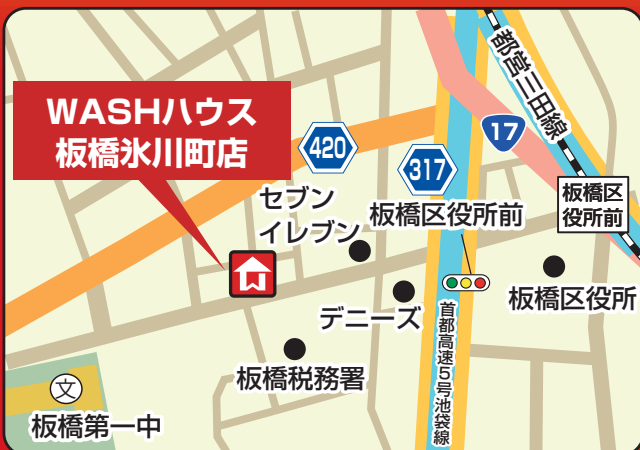 WASHハウス
板橋氷川町店
420
317
17
都営三田線
セブン
イレブン
板橋区役所前
板橋区
役所前
デニーズ
板橋区役所
首都高速5号池袋線
板橋税務署
文
板橋第一中